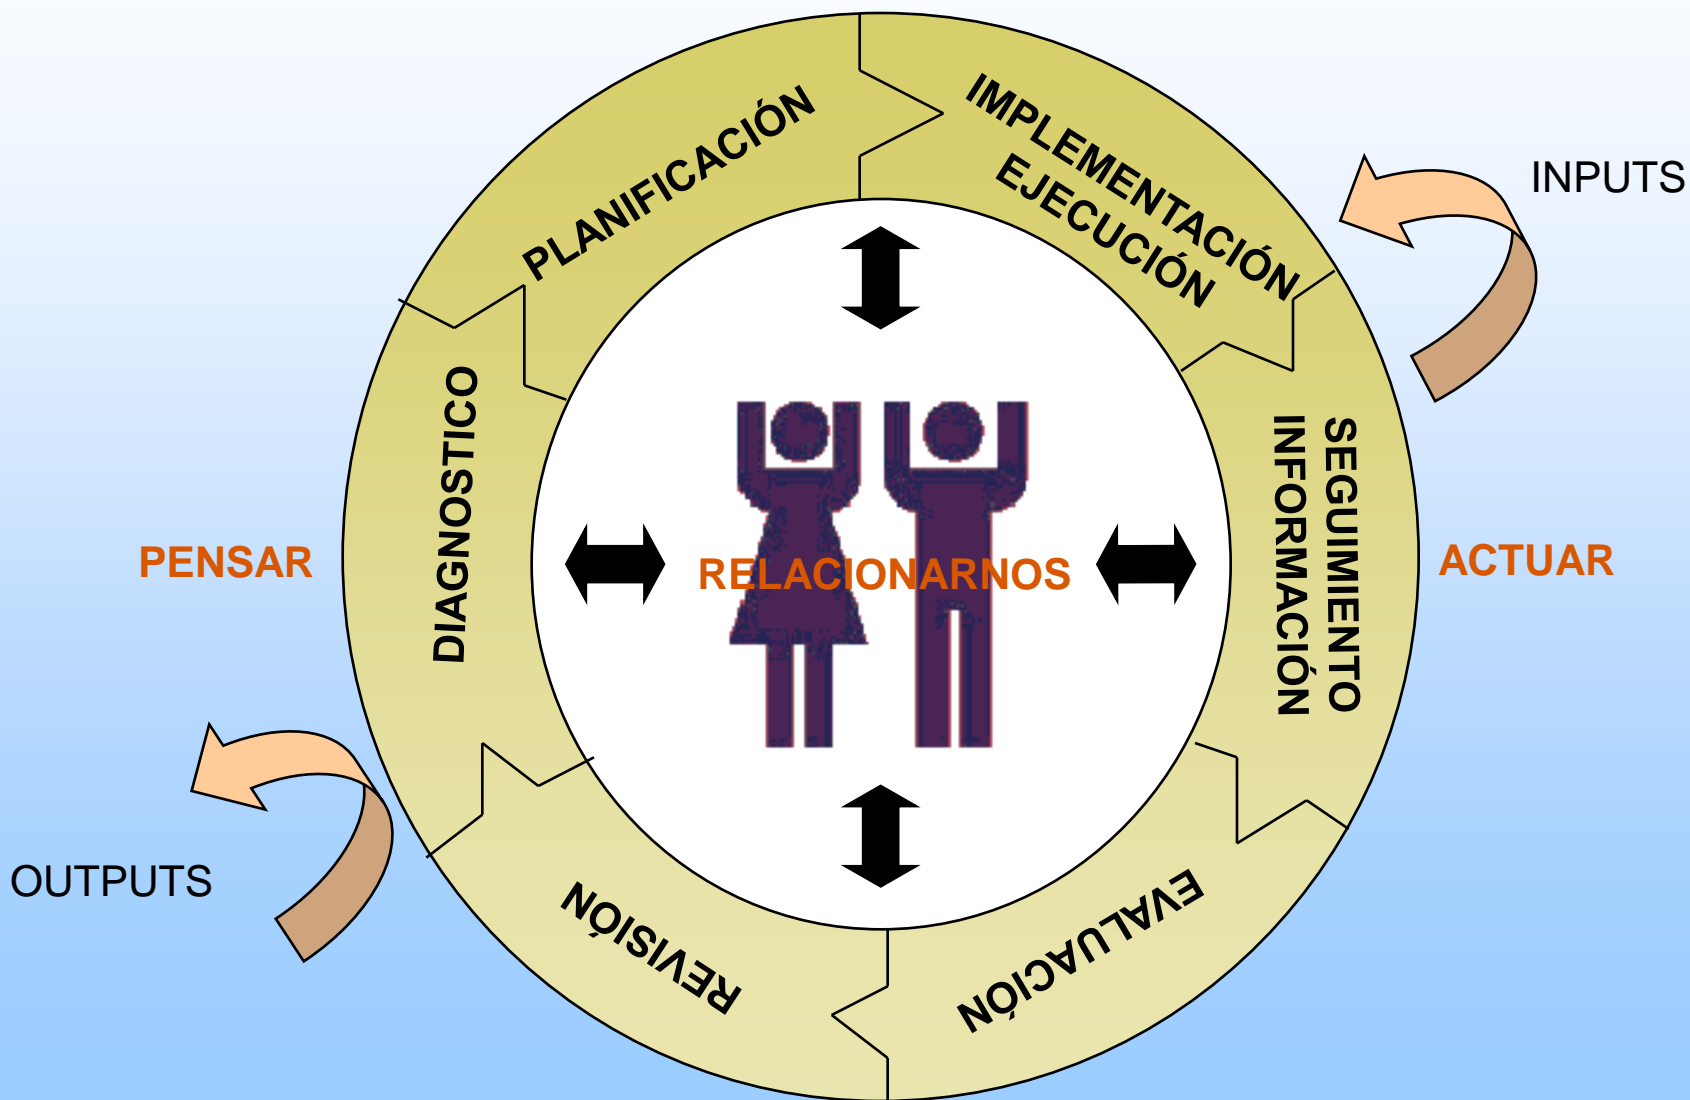 PLANIFICACIÓN
IMPLEMENTACIÓN
EJECUCIÓN
INPUTS
SEGUIMIENTO
INFORMACIÓN
DIAGNOSTICO
PENSAR
RELACIONARNOS
ACTUAR
OUTPUTS
REVISIÓN
EVALUACIÓN